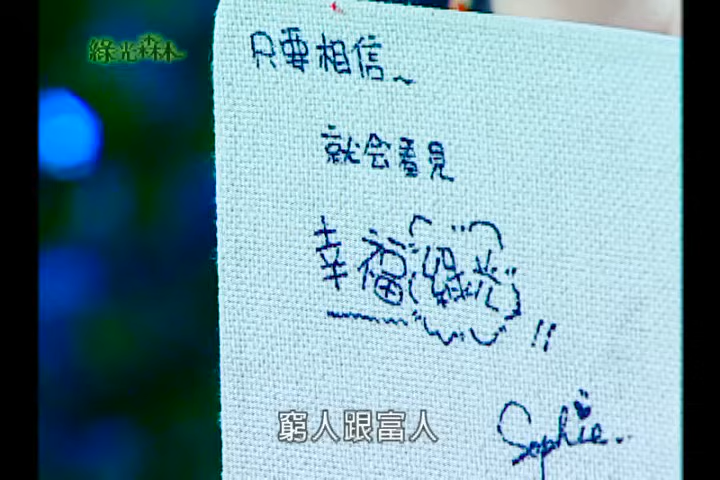 綠光森林
只要相信~
就会看見
幸福綠光!!
Sophie..
窮人跟富人